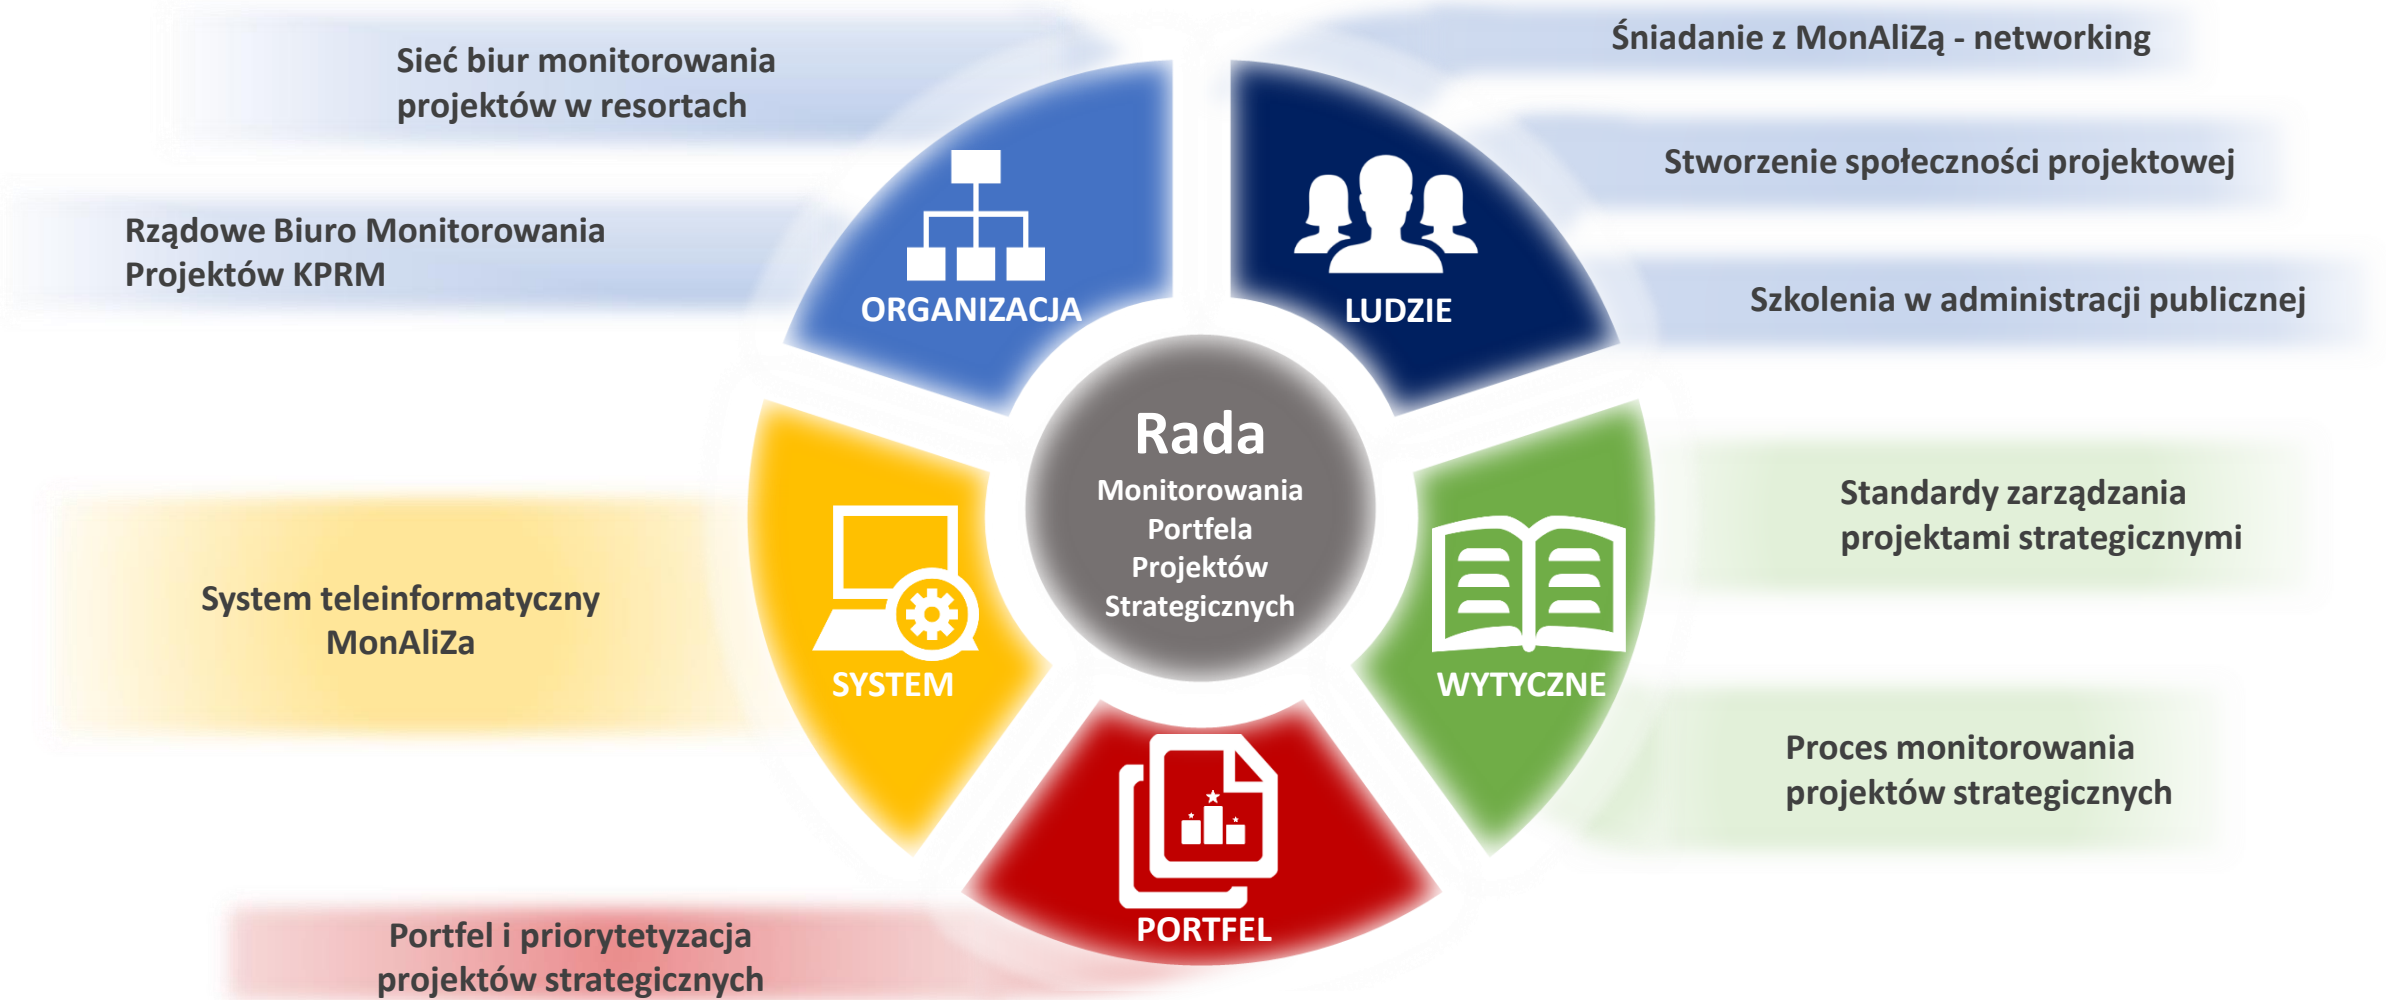 Sieć biur monitorowania
projektów w resortach
Rządowe Biuro Monitorowania
Projektów KPRM
System teleinformatyczny
MonAliZa
Portfel i priorytetyzacja
projektów strategicznych
ORGANIZACJA
LUDZIE
SYSTEM
WYTYCZNE
PORTFEL
Rada
Monitorowania
Portfela
Projektów
Strategicznych
Śniadanie z MonAliZą - networking
Stworzenie społeczności projektowej
Szkolenia w administracji publicznej
Standardy zarządzania
projektami strategicznymi
Proces monitorowania
projektów strategicznych